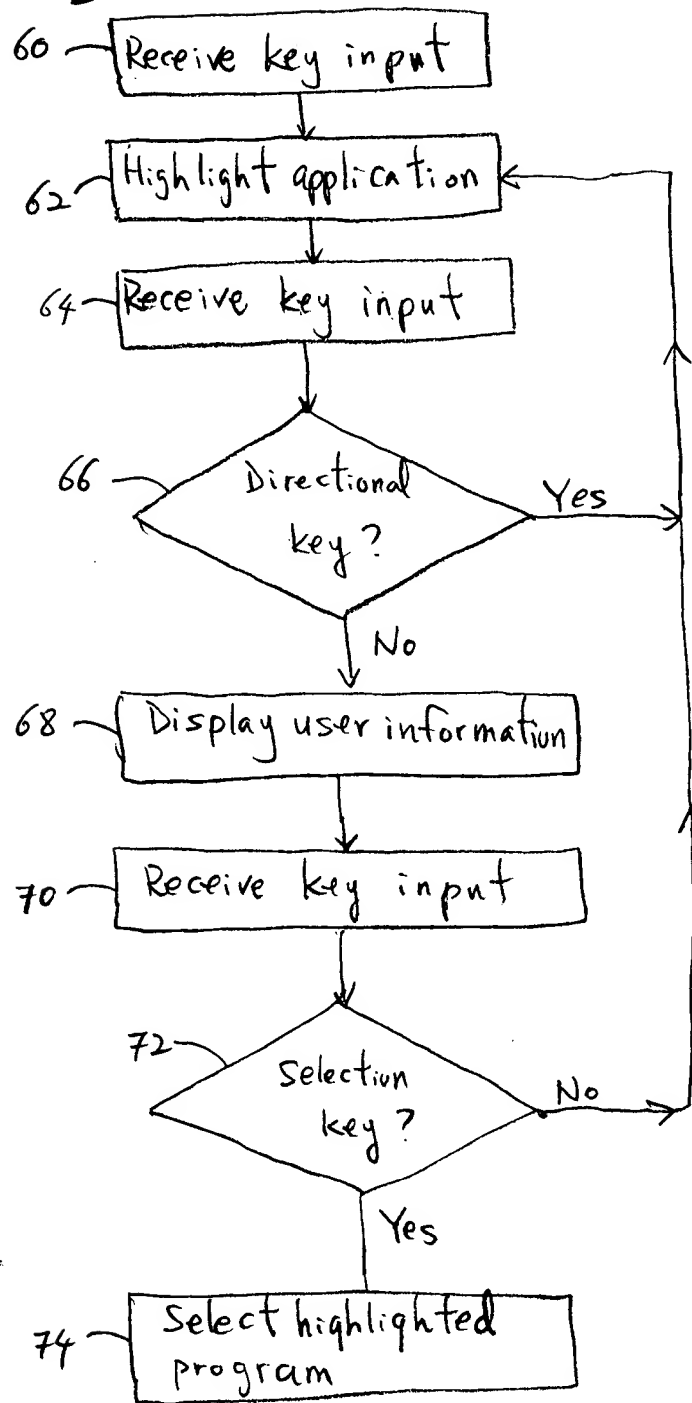 60
Receive key input
Highlight application
62
64
Receive key input
66
Directional
key?
Yes
No
68
Display user information
70
Receive key input
72
Selection
key?
No
Yes
74
Select highlighted
program